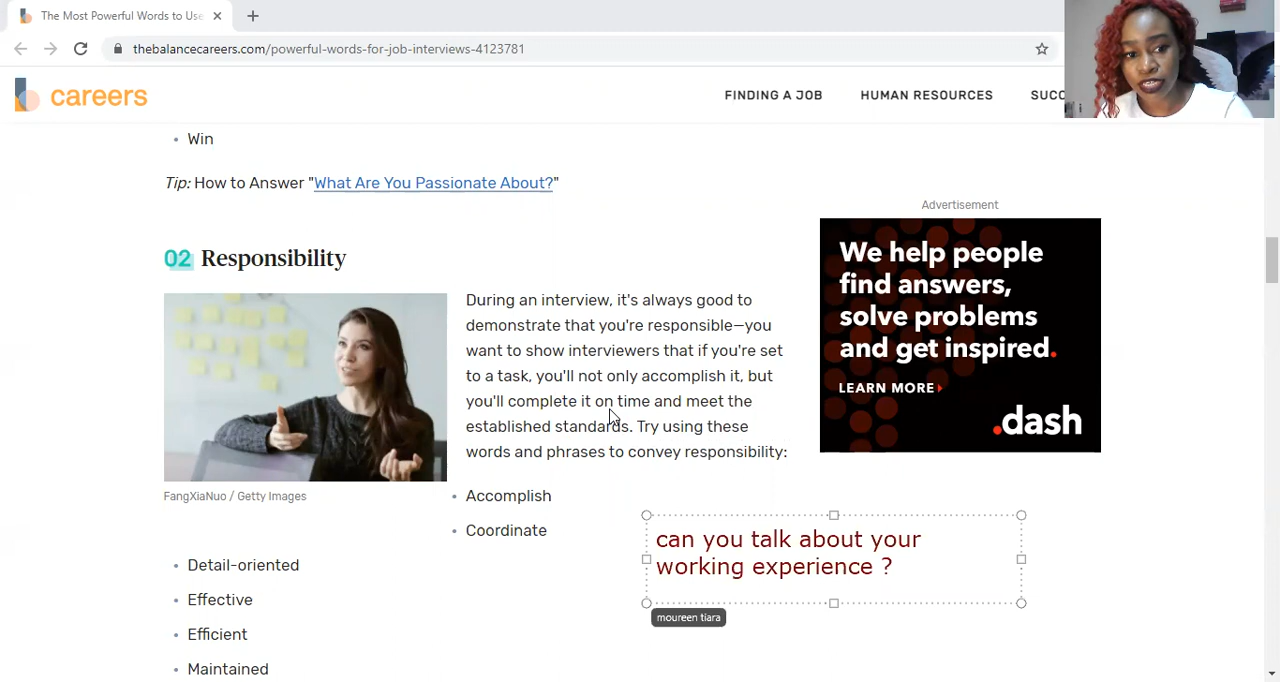 The Most Powerful Words to Use
thebalancecareers.com/powerful-words-for-job-interviews-4123781
careers
FINDING A JOB
HUMAN RESOURCES
Win
Tip: How to Answer "What Are You Passionate About?"
Advertisement
We help people
find answers,
solve problems
and get inspired.
LEARN MORE
.dash
02 Responsibility
During an interview, it's always good to
demonstrate that you're responsible—you
want to show interviewers that if you're set
to a task, you'll not only accomplish it, but
you'll complete it on time and meet the
established standards. Try using these
words and phrases to convey responsibility:
FangXiaNuo / Getty Images
Accomplish
Coordinate
can you talk about your
working experience ?
moureen tiara
Detail-oriented
Effective
Efficient
Maintained